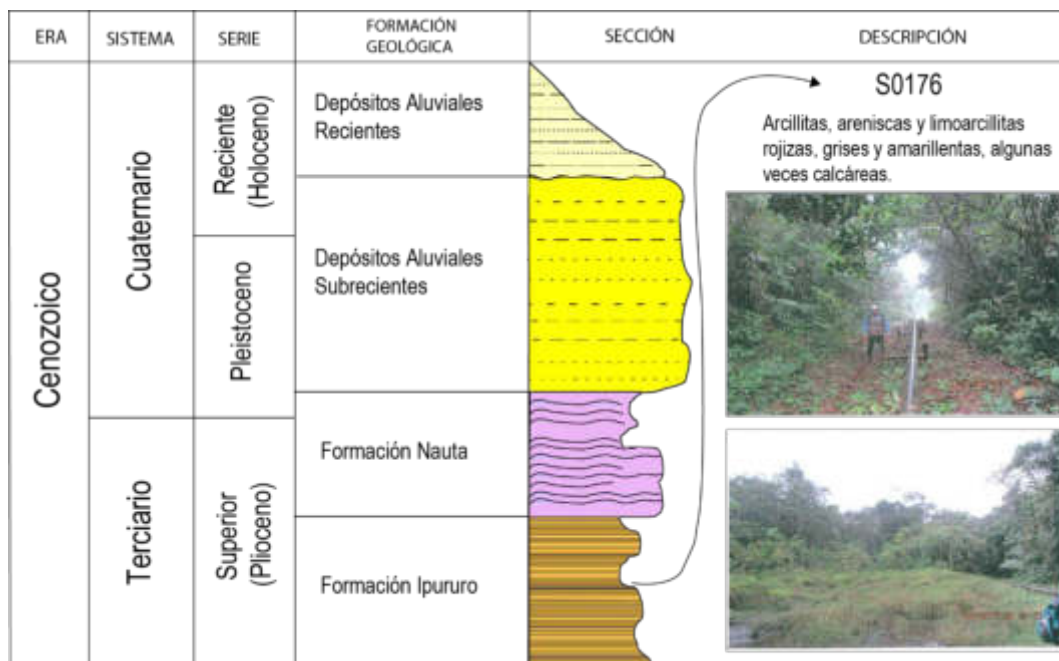 ERA
SISTEMA
SERIE
FORMACIÓN
GEOLÓGICA
SECCIÓN
DESCRIPCIÓN
Cenozoico
Cuaternario
Reciente
(Holoceno)
Depósitos Aluviales
Recientes
S0176
Arcillitas, areniscas y limoarcillitas
rojizas, grises y amarillentas, algunas
veces calcáreas.
Pleistoceno
Depósitos Aluviales
Subrecientes
Terciario
Superior
(Plioceno)
Formación Nauta
Formación Ipururo